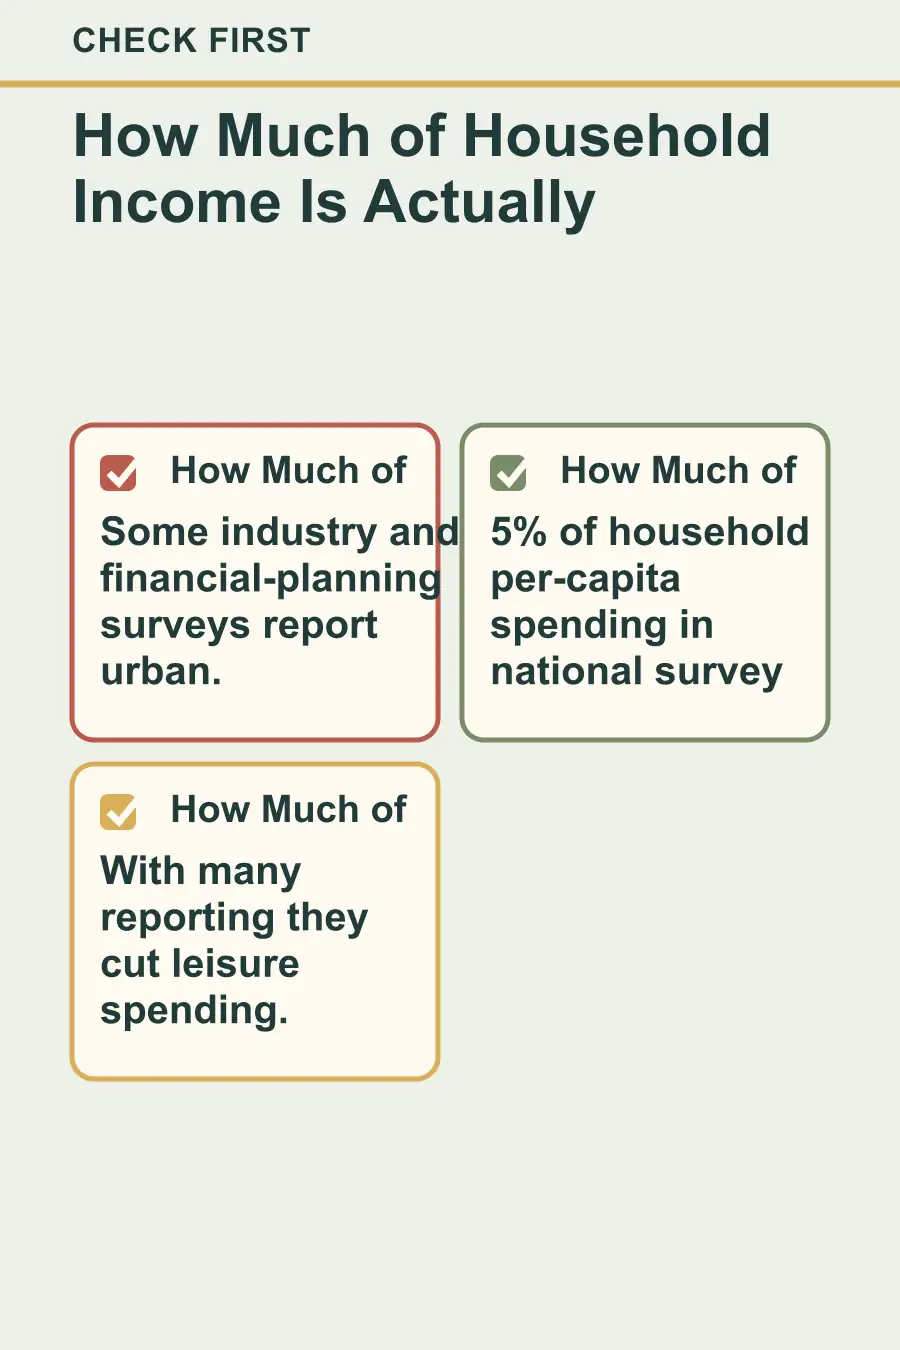 CHECK FIRST
How Much of Household
Income Is Actually
How Much of
Some industry and
financial-planning
surveys report
urban.
How Much of
5% of household
per-capita
spending in
national survey
How Much of
With many
reporting they
cut leisure
spending.